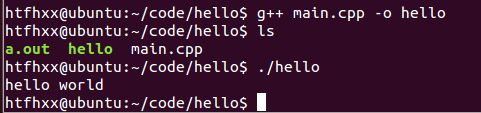 htfhxx@ubuntu:~/code/hello$ g++ main.cpp -o hello
htfhxx@ubuntu:~/code/hello$ ls
a.out  hello  main.cpp
htfhxx@ubuntu:~/code/hello$ ./hello
hello world
htfhxx@ubuntu:~/code/hello$